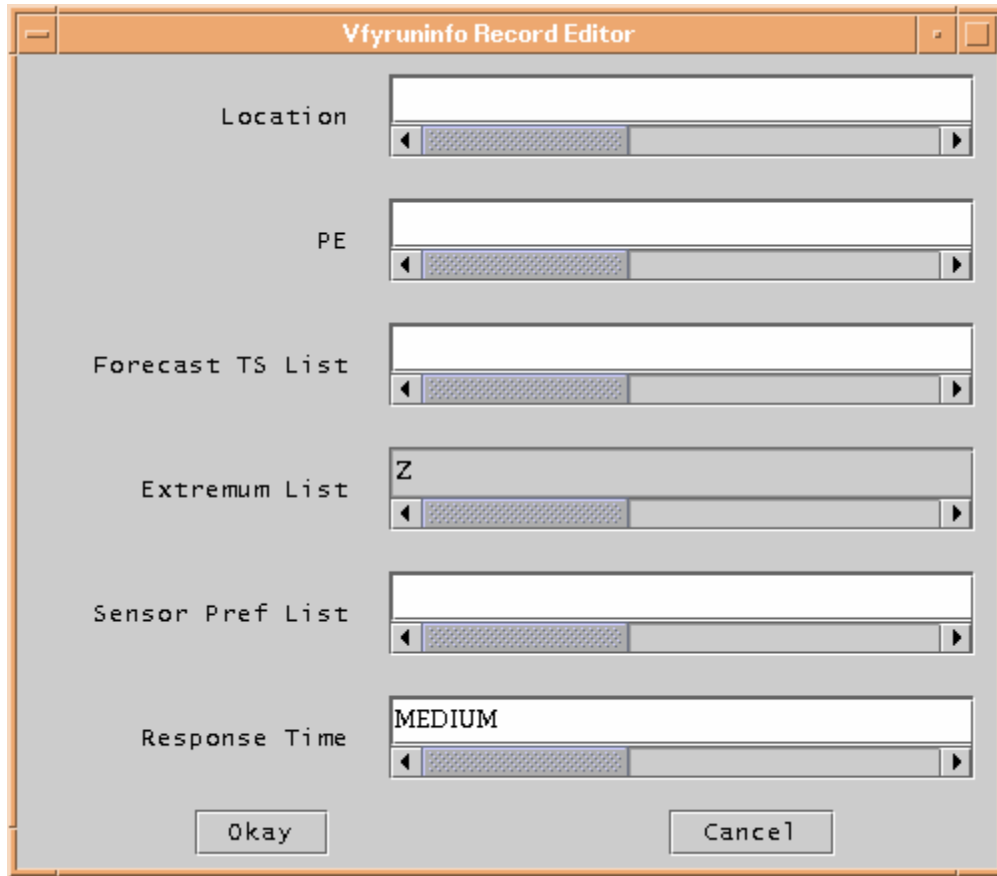 Vfyruninfo Record Editor
Location
PE
Forecast TS List
Extremum List
Z
Sensor Pref List
Response Time
MEDIUM
Okay
Cancel